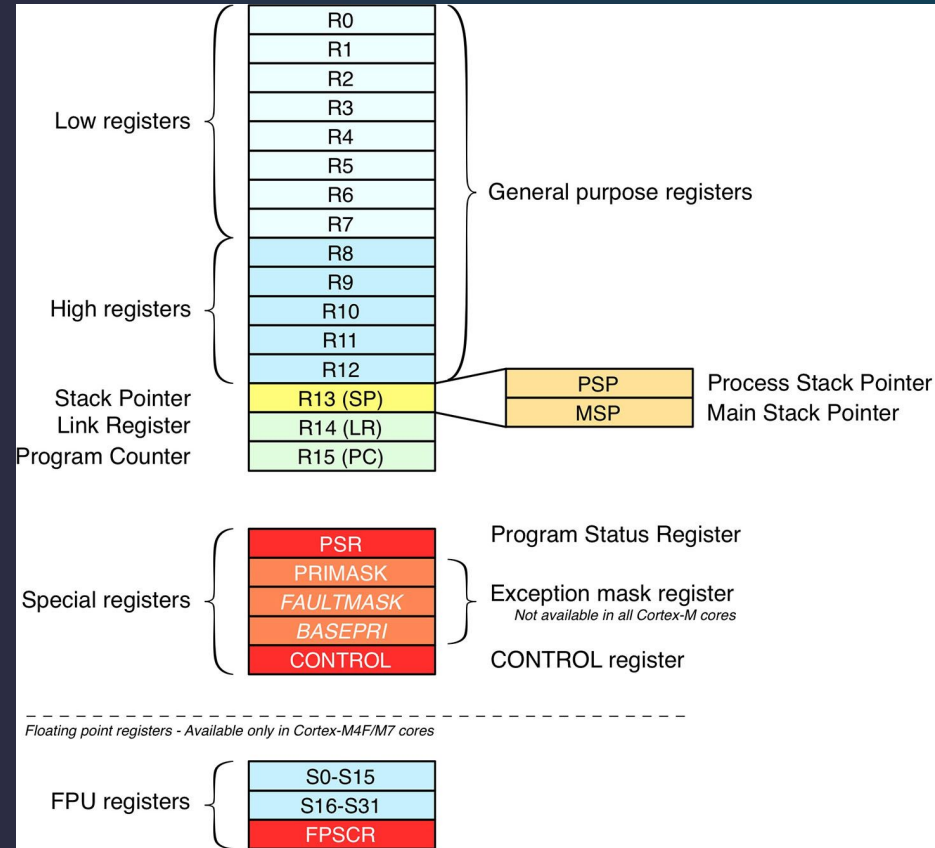 R0
R1
R2
R3
Low registers
R4
R5
R6
General purpose registers
R7
R8
R9
High registers
R10
R11
R12
PSP
Process Stack Pointer
Stack Pointer
R13 (SP)
MSP
Main Stack Pointer
Link Register
R14 (LR)
Program Counter
R15 (PC)
PSR
Program Status Register
PRIMASK
Special registers
FAULTMASK
Exception mask register
Not available in all Cortex-M cores
BASEPRI
CONTROL
CONTROL register
Floating point registers - Available only in Cortex-M4F/M7 cores
S0-S15
FPU registers
S16-S31
FPSCR